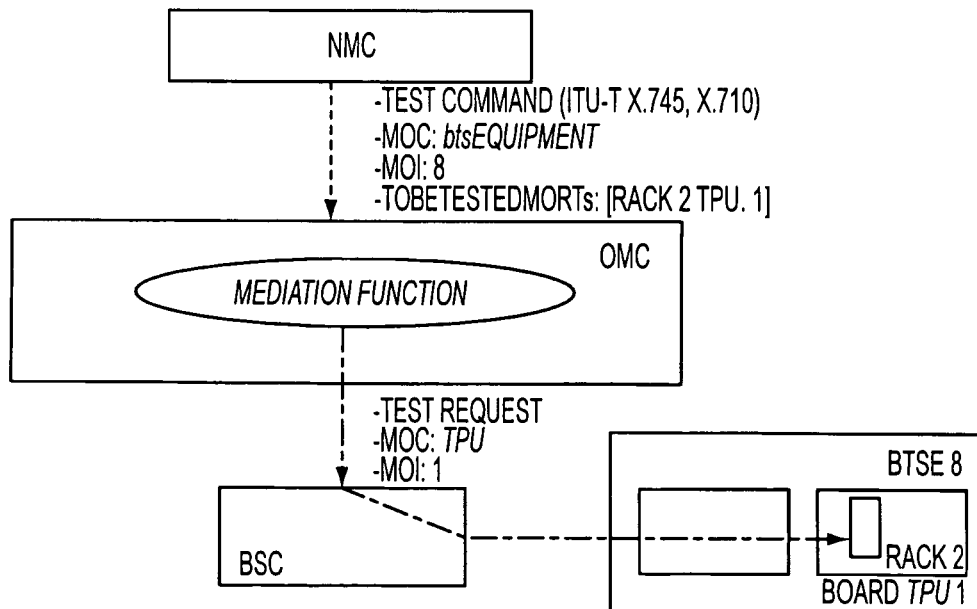 NMC
-TEST COMMAND (ITU-T X.745, X.710)
-MOC: btsEQUIPMENT
-MOI: 8
-TOBETESTEDMORTs: [RACK 2 TPU. 1]
OMC
MEDIATION FUNCTION
-TEST REQUEST
-MOC: TPU
-MOI: 1
BTSE 8
BSC
RACK 2
BOARD TPU 1